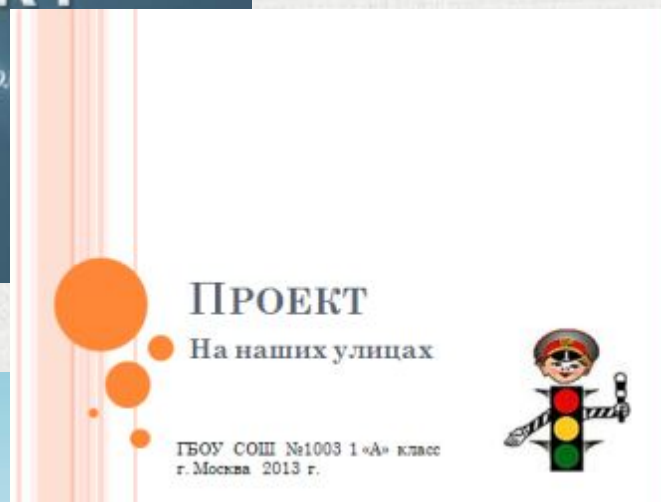 ПРОЕКТ
На наших улицах
ГБОУ СОШ №1003 1 «А» класс
г. Москва 2013 г.